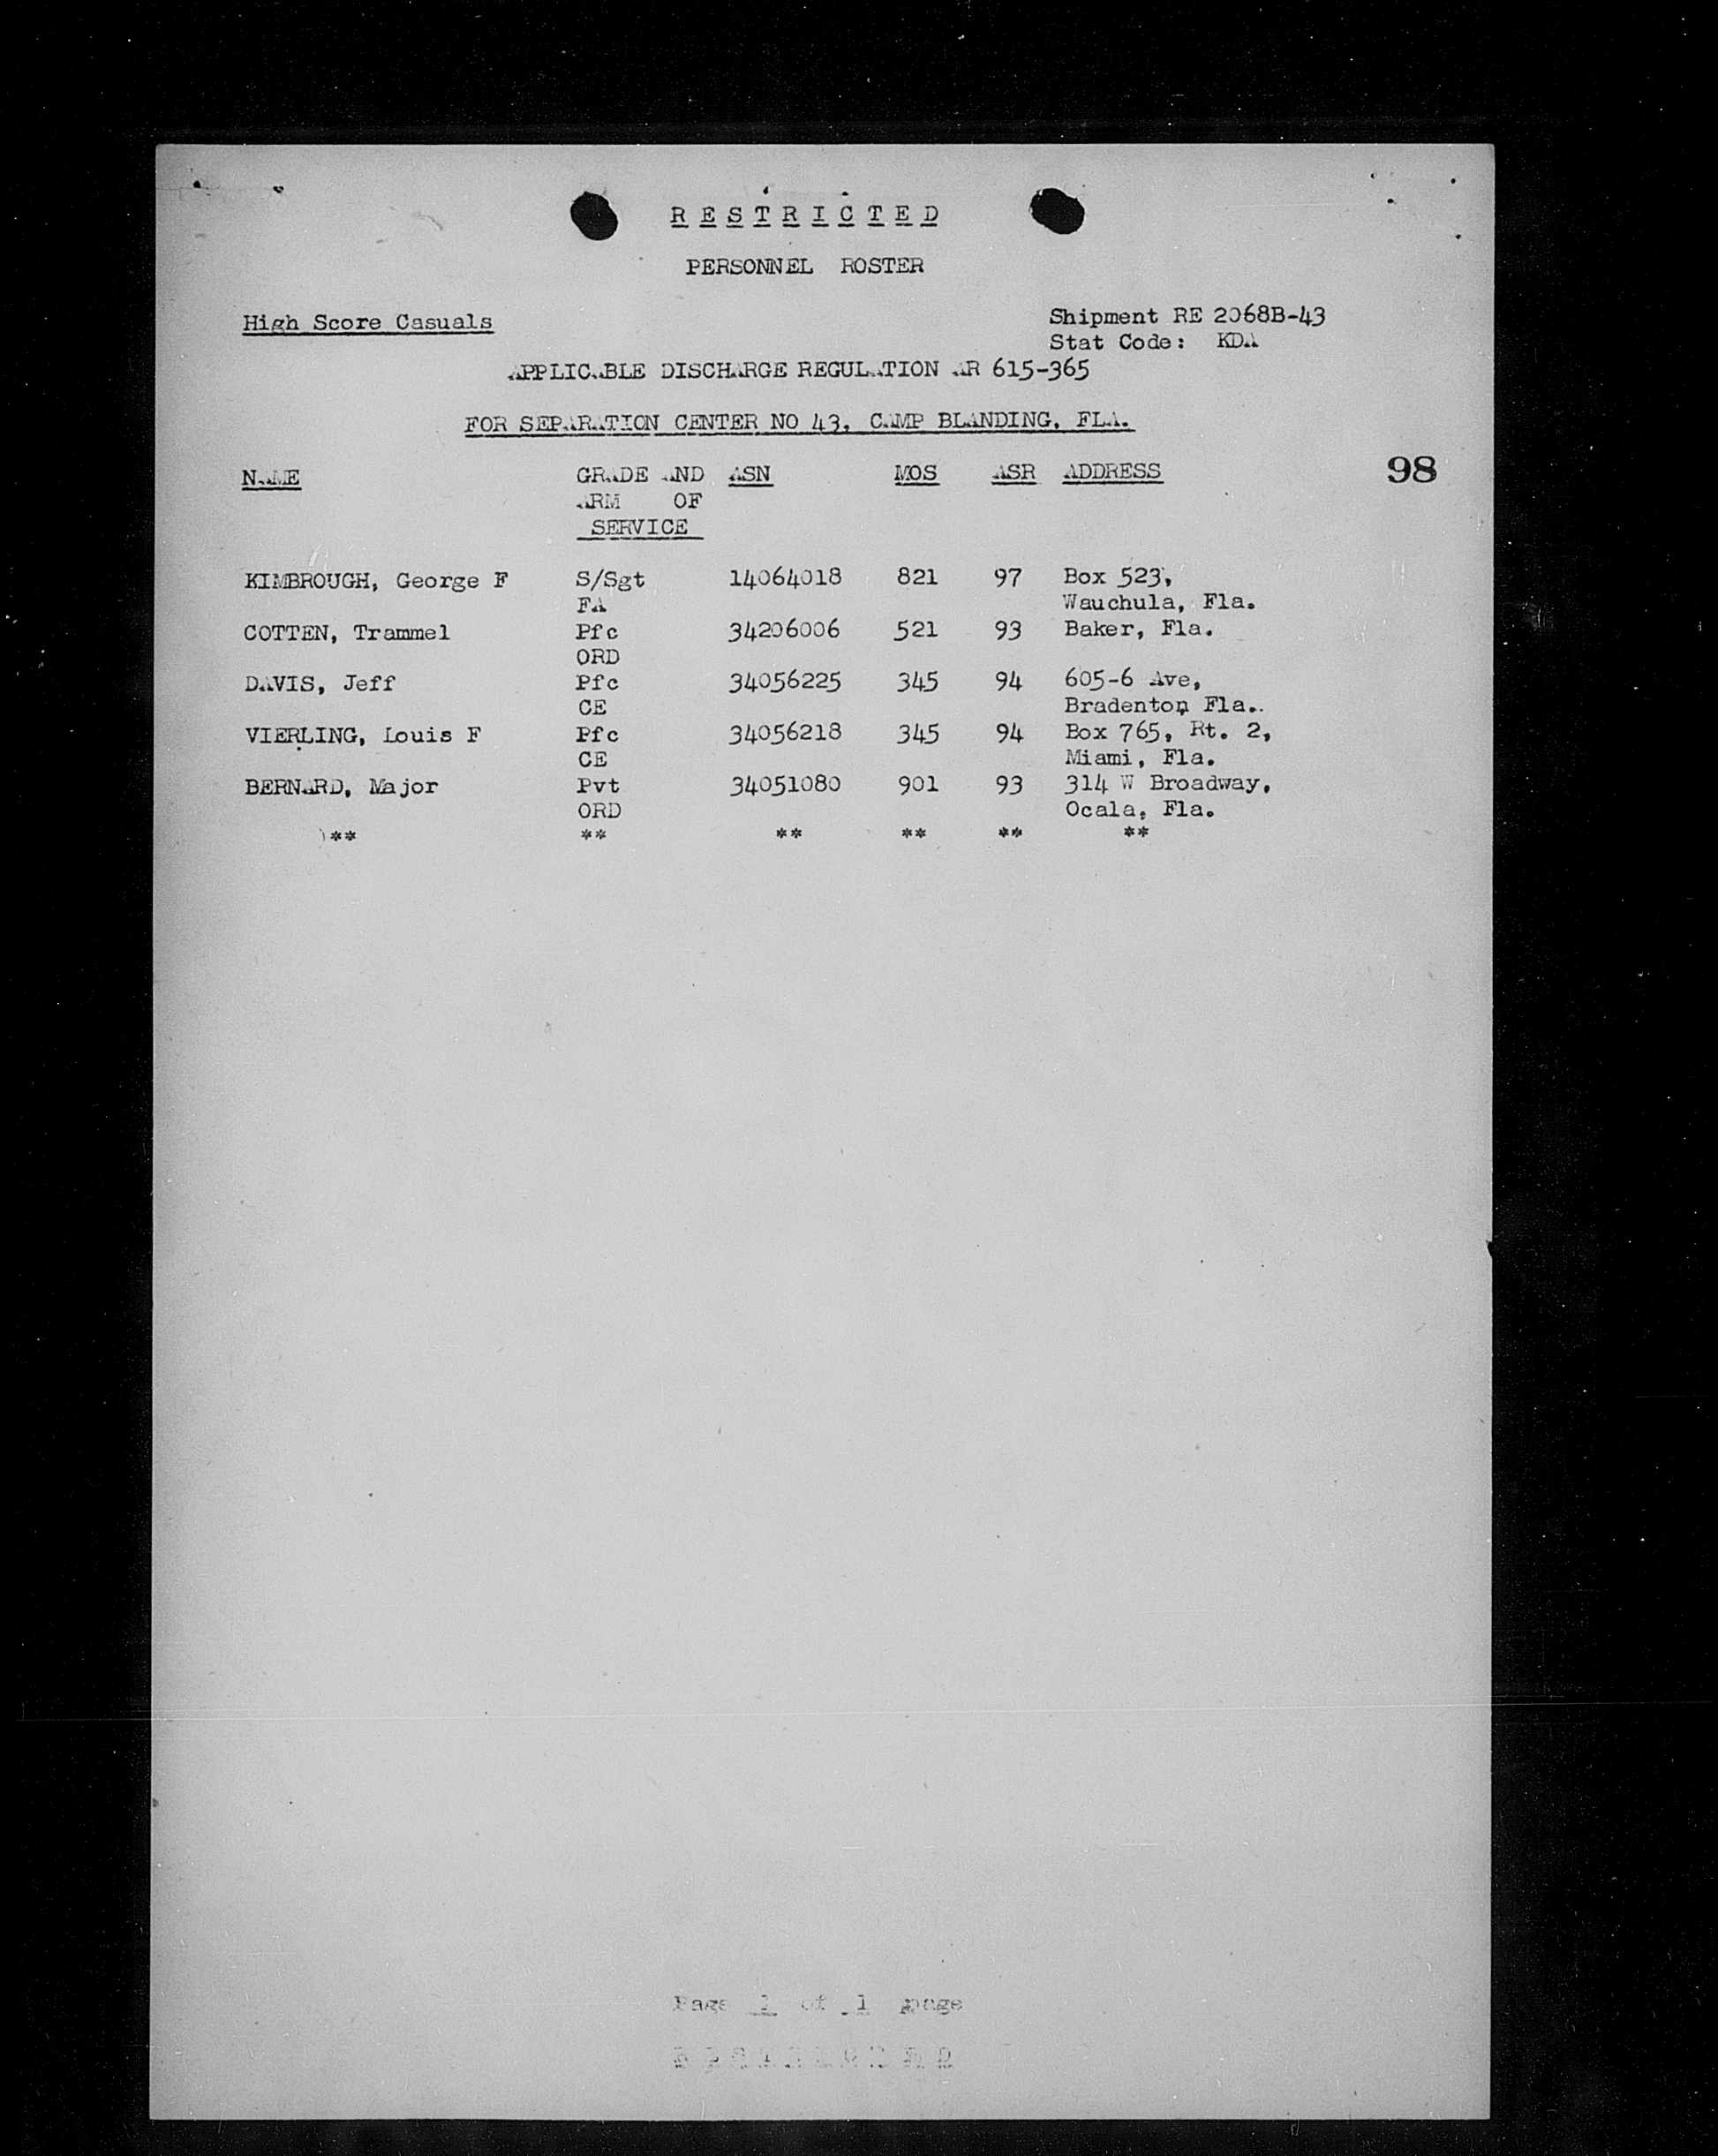 R E S T R I C T E D
PERSONNEL ROSTER
High Score Casuals
Shipment RE 2068B-43
Stat Code: KDA
APPLICABLE DISCHARGE REGULATION AR 615-365
FOR SEPARATION CENTER NO 43, CAMP BLANDING, FLA.
98
NAME GRADE AND ASN MOS ASR ADDRESS
ARM OF
SERVICE
KIMBROUGH, George F S/Sgt 14064018 821 97 Box 523,
FA Wauchula, Fla.
COTTEN, Trammel Pfc 34206006 521 93 Baker, Fla.
ORD
DAVIS, Jeff Pfc 34056225 345 94 605-6 Ave,
CE Bradenton Fla.
VIERLING, Louis F Pfc 34056218 345 94 Box 765, Rt. 2,
CE Miami, Fla.
BERNARD, Major Pvt 34051080 901 93 314 W Broadway,
ORD Ocala, Fla.
** ** ** ** ** **
Page 1 of 1 page
R E S T R I C T E D